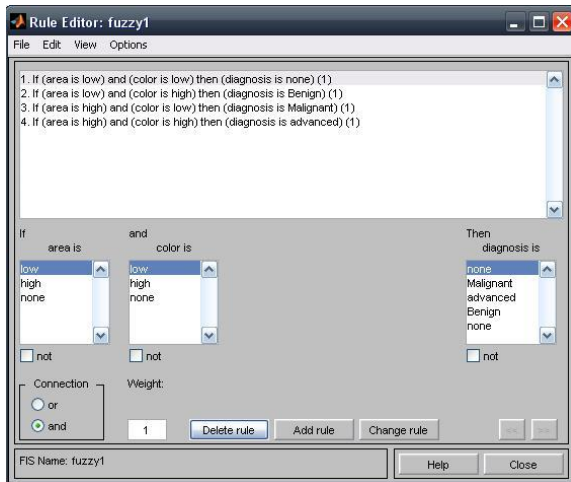 Rule Editor: fuzzy1
File Edit View Options
1. If (area is low) and (color is low) then (diagnosis is none) (1)
2. If (area is low) and (color is high) then (diagnosis is Benign) (1)
3. If (area is high) and (color is low) then (diagnosis is Malignant) (1)
4. If (area is high) and (color is high) then (diagnosis is advanced) (1)
If and Then
area is color is diagnosis is
low low none
high high Malignant
none none advanced
Benign
none
not not not
Connection Weight:
or
and 1 Delete rule Add rule Change rule << >>
FIS Name: fuzzy1 Help Close